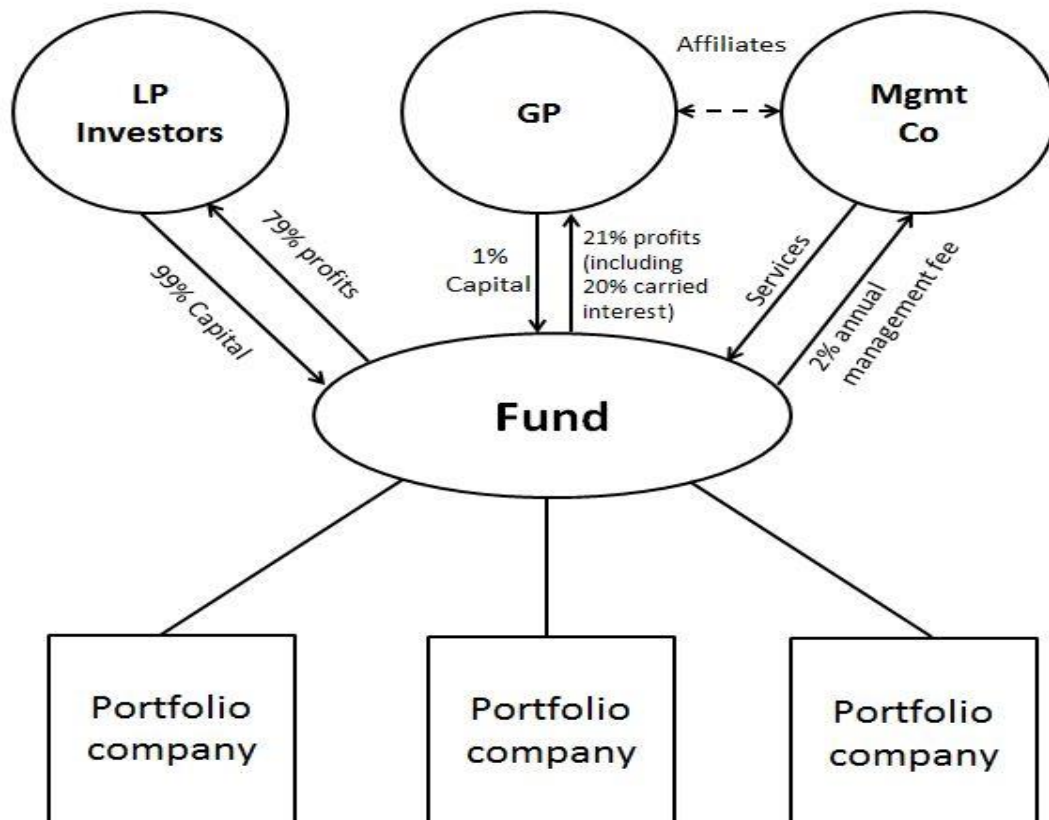 Affiliates
LP
Investors
GP
Mgmt
Co
99% Capital
79% profits
1%
Capital
21% profits
(including
20% carried
interest)
Services
2% annual
management fee
Fund
Portfolio
company
Portfolio
company
Portfolio
company